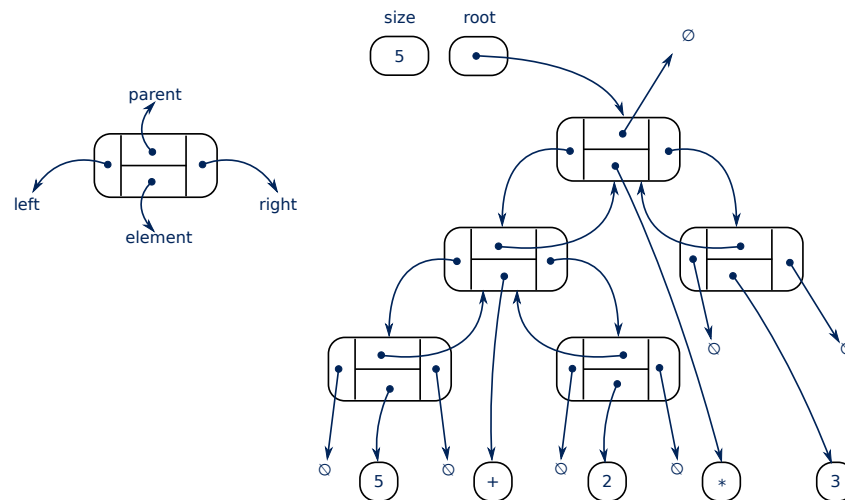 size root
5
∅
parent
left right
element
∅ ∅
∅ ∅ ∅ ∅
5 + 2 * 3